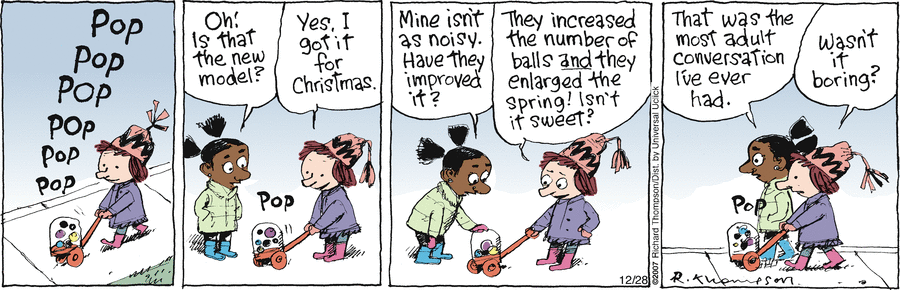 Pop
Pop
Pop
Pop
Pop
Pop
Oh!
Is that
the new
model?
Yes, I
got it
for
Christmas.
Pop
Mine isn't
as noisy.
Have they
improved
it?
They increased
the number of
balls and they
enlarged the
spring! Isn't
it sweet?
12/28
©2007 Richard Thompson/Dist. by Universal Uclick
That was the
most adult
conversation
I've ever
had.
Wasn't
it
boring?
Pop
R. Thompson